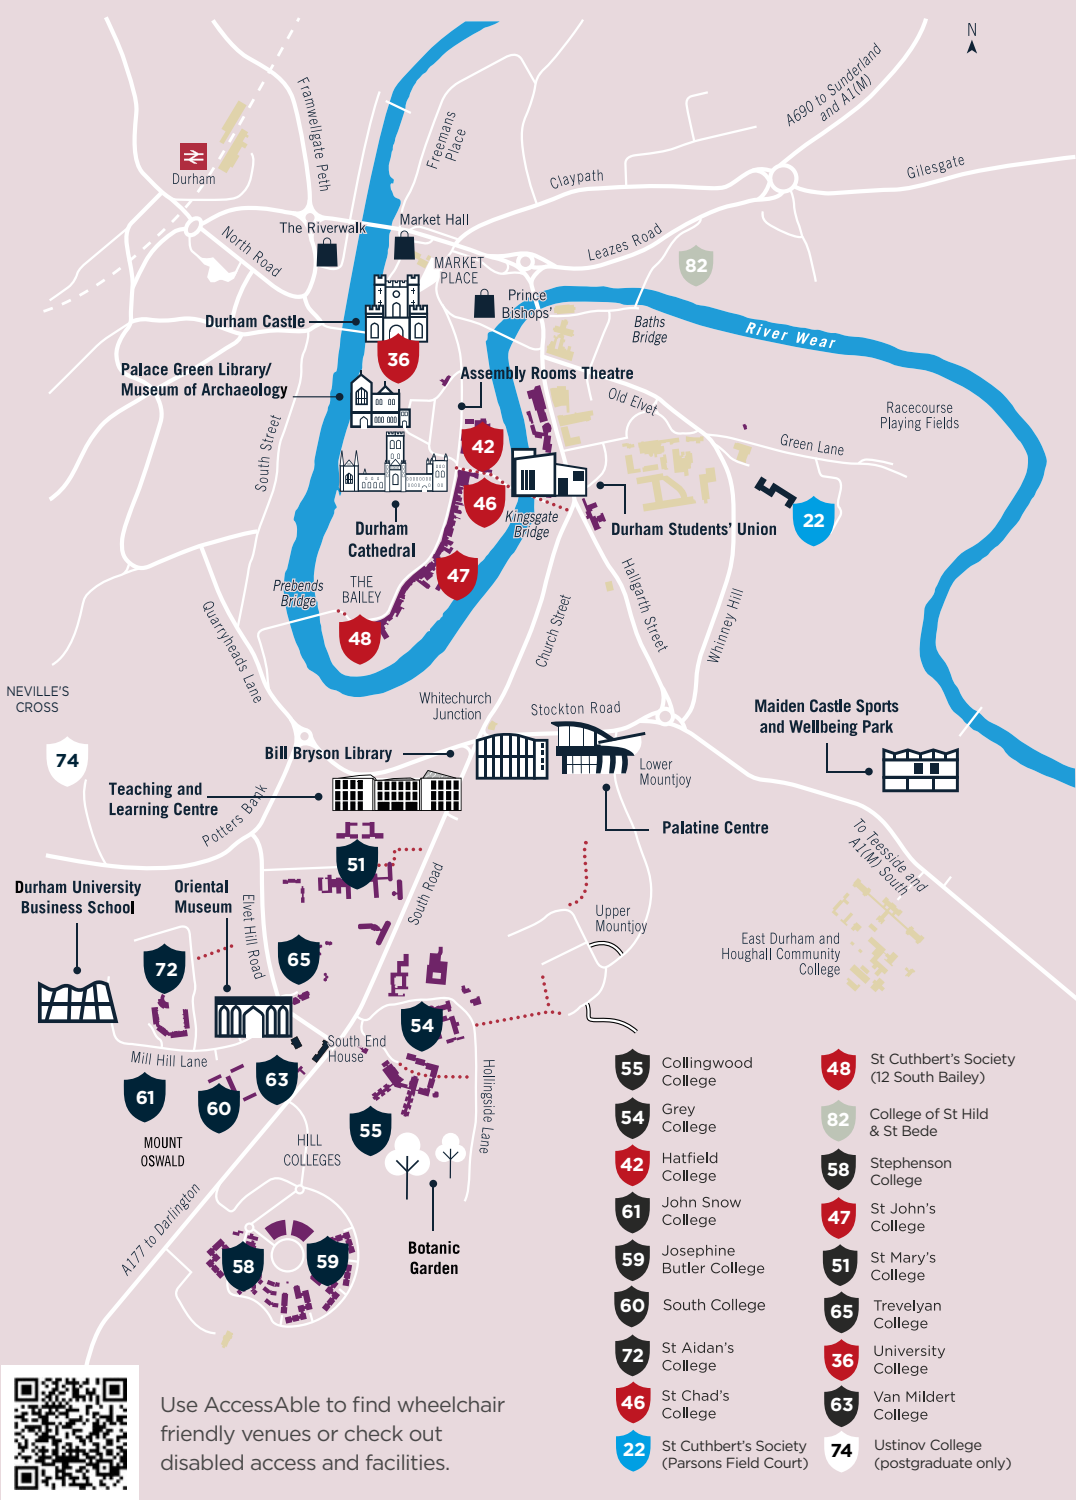 N
A690 to Sunderland
and A1(M)
Framwellgate Peth
Freemans
Place
Durham
Claypath
Gilesgate
The Riverwalk
Market Hall
North Road
Leazes Road
MARKET
PLACE
82
Prince
Bishops'
Durham Castle
Baths
Bridge
River Wear
36
Palace Green Library/
Museum of Archaeology
Assembly Rooms Theatre
Old Elvet
Racecourse
Playing Fields
South Street
Green Lane
42
46
Kingsgate
Bridge
Durham
Cathedral
Durham Students' Union
22
Prebends
Bridge
THE
BAILEY
47
Hallgarth Street
Quarryheads Lane
Church Street
Whinney Hill
48
NEVILLE'S
CROSS
Whitechurch
Junction
Stockton Road
Maiden Castle Sports
and Wellbeing Park
74
Bill Bryson Library
Lower
Mountjoy
Teaching and
Learning Centre
Potters Bank
Palatine Centre
To Teesside and
A1(M) South
51
Durham University
Business School
Oriental
Museum
Elvet Hill Road
South Road
Upper
Mountjoy
East Durham and
Houghall Community
College
72
65
54
South End
House
Mill Hill Lane
Hollingside Lane
61
60
63
55
MOUNT
OSWALD
HILL
COLLEGES
A177 to Darlington
58
59
Botanic
Garden
55 Collingwood
College
54 Grey
College
42 Hatfield
College
61 John Snow
College
59 Josephine
Butler College
60 South College
72 St Aidan's
College
46 St Chad's
College
22 St Cuthbert's Society
(Parsons Field Court)
48 St Cuthbert's Society
(12 South Bailey)
82 College of St Hild
& St Bede
58 Stephenson
College
47 St John's
College
51 St Mary's
College
65 Trevelyan
College
36 University
College
63 Van Mildert
College
74 Ustinov College
(postgraduate only)
Use AccessAble to find wheelchair
friendly venues or check out
disabled access and facilities.